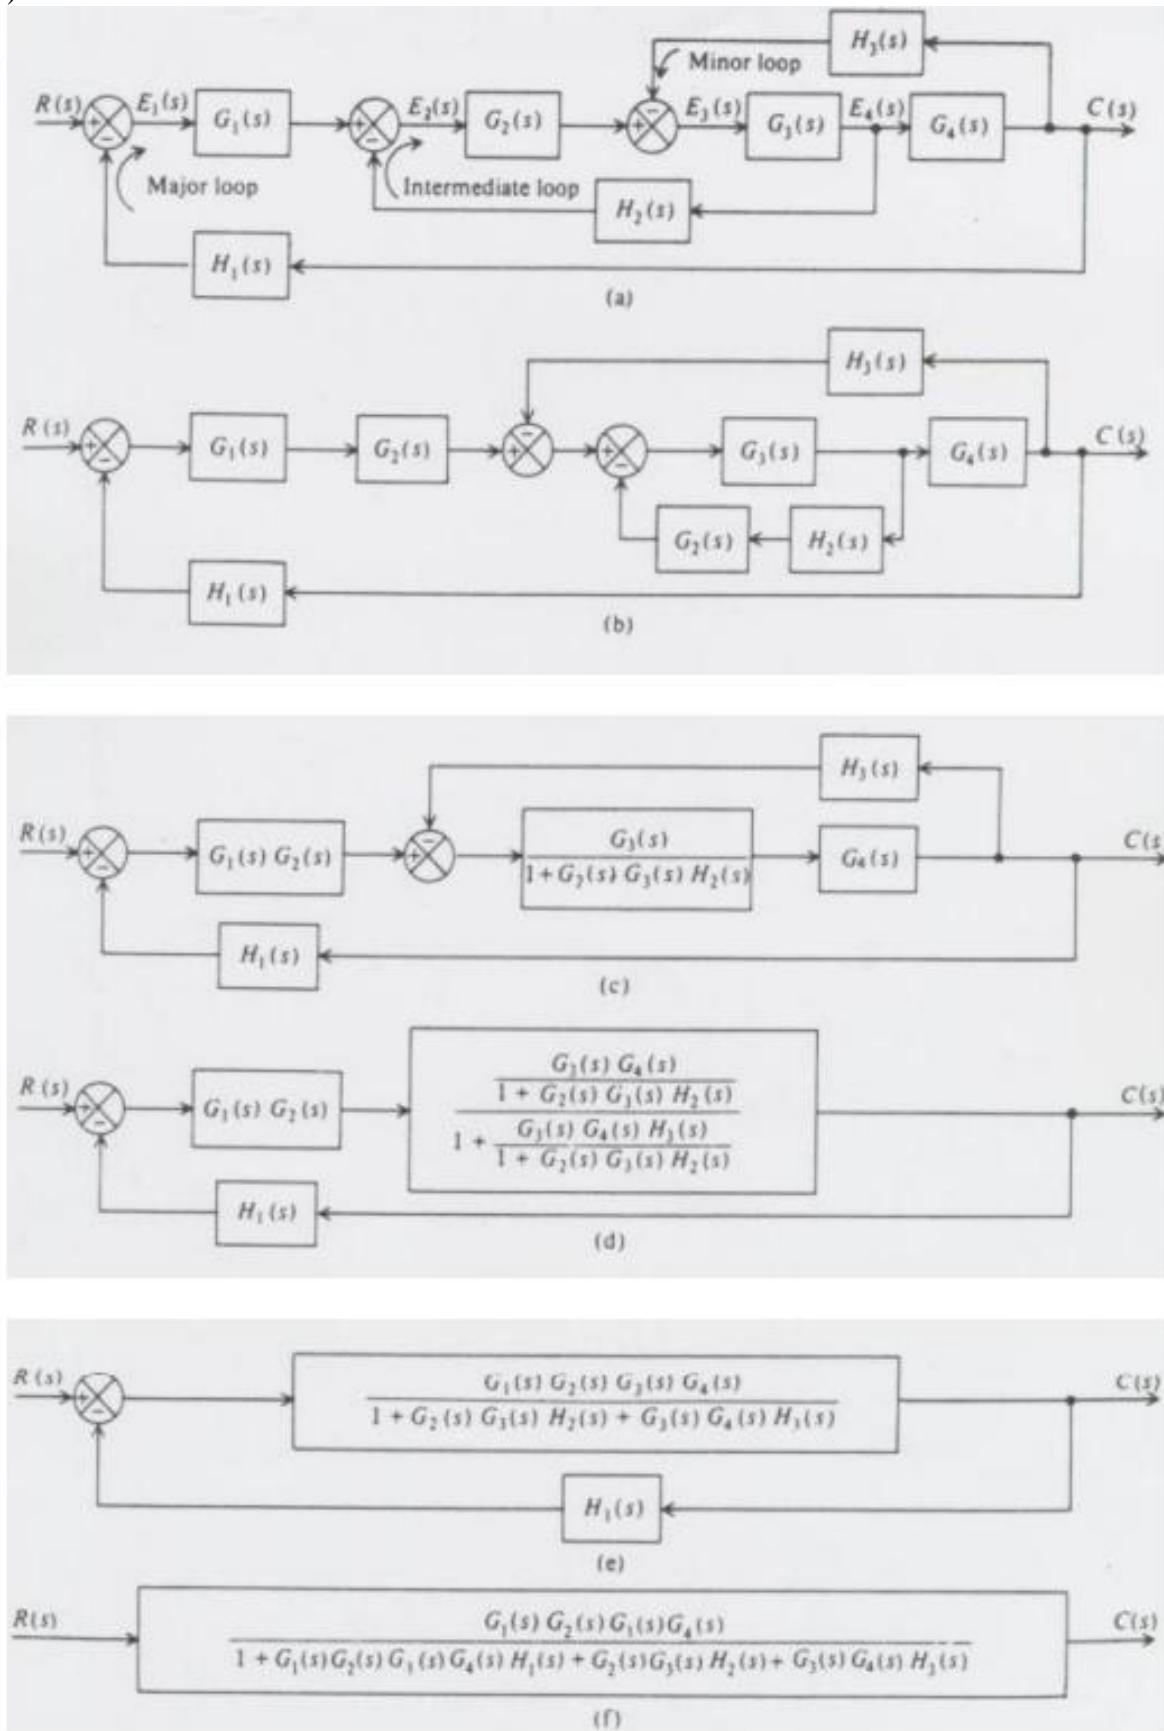 )
H₃(s)
Minor loop
R(s) E₁(s) G₁(s) E₂(s) G₂(s) E₃(s) G₃(s) E₄(s) G₄(s) C(s)
+ − + − + −
Major loop Intermediate loop H₂(s)
H₁(s)
(a)
H₃(s)
R(s) + − G₁(s) G₂(s) + − + − G₃(s) G₄(s) C(s)
G₂(s) H₂(s)
H₁(s)
(b)
H₃(s)
R(s) + − G₁(s) G₂(s) + − G₃(s) G₄(s) C(s
1+G₂(s) G₃(s) H₂(s)
H₁(s)
(c)
G₃(s) G₄(s)
1 + G₂(s) G₃(s) H₂(s)
R(s) + − G₁(s) G₂(s) C(s)
1 + G₃(s) G₄(s) H₃(s)
1 + G₂(s) G₃(s) H₂(s)
H₁(s)
(d)
R(s) + − G₁(s) G₂(s) G₃(s) G₄(s) C(s)
1 + G₂(s) G₃(s) H₂(s) + G₃(s) G₄(s) H₃(s)
H₁(s)
(e)
R(s) G₁(s) G₂(s) G₃(s) G₄(s) C(s)
1 + G₁(s) G₂(s) G₃(s) G₄(s) H₁(s) + G₂(s) G₃(s) H₂(s) + G₃(s) G₄(s) H₃(s)
(f)